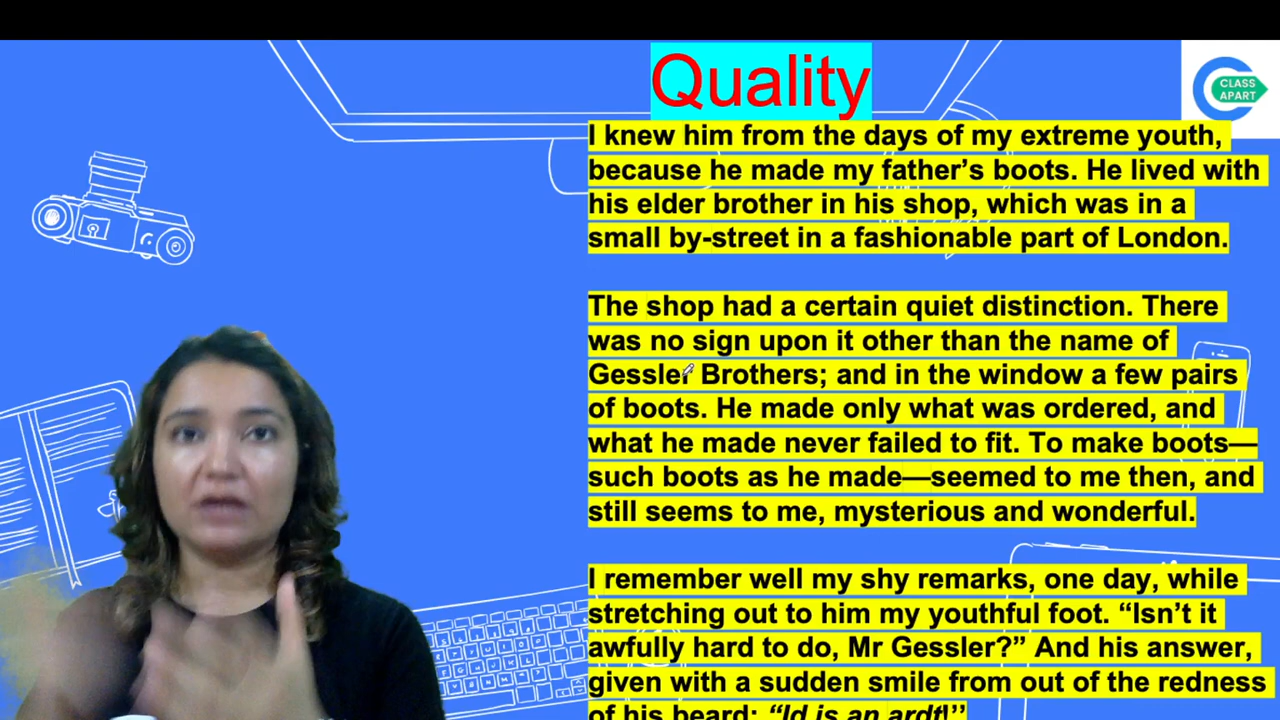 Quality
CLASS
APART
I knew him from the days of my extreme youth,
because he made my father’s boots. He lived with
his elder brother in his shop, which was in a
small by-street in a fashionable part of London.
The shop had a certain quiet distinction. There
was no sign upon it other than the name of
Gessler Brothers; and in the window a few pairs
of boots. He made only what was ordered, and
what he made never failed to fit. To make boots—
such boots as he made—seemed to me then, and
still seems to me, mysterious and wonderful.
I remember well my shy remarks, one day, while
stretching out to him my youthful foot. “Isn’t it
awfully hard to do, Mr Gessler?” And his answer,
given with a sudden smile from out of the redness
of his beard: “Id is an ardt!’’